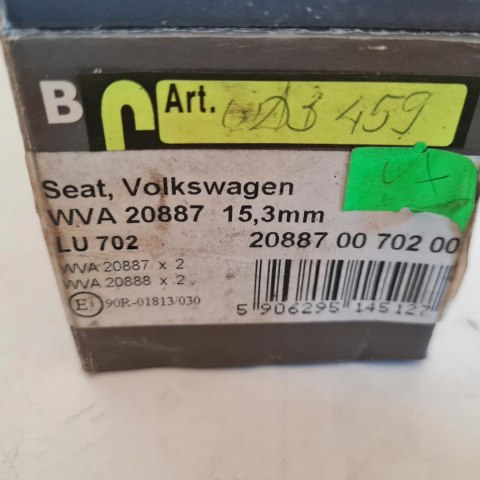 B
Art. GDB 459
Seat, Volkswagen
WVA 20887 15,3mm
LU 702 20887 00 702 00
WVA 20887 x 2
WVA 20888 x 2
E1 90R-01813/030
5 906295 145127